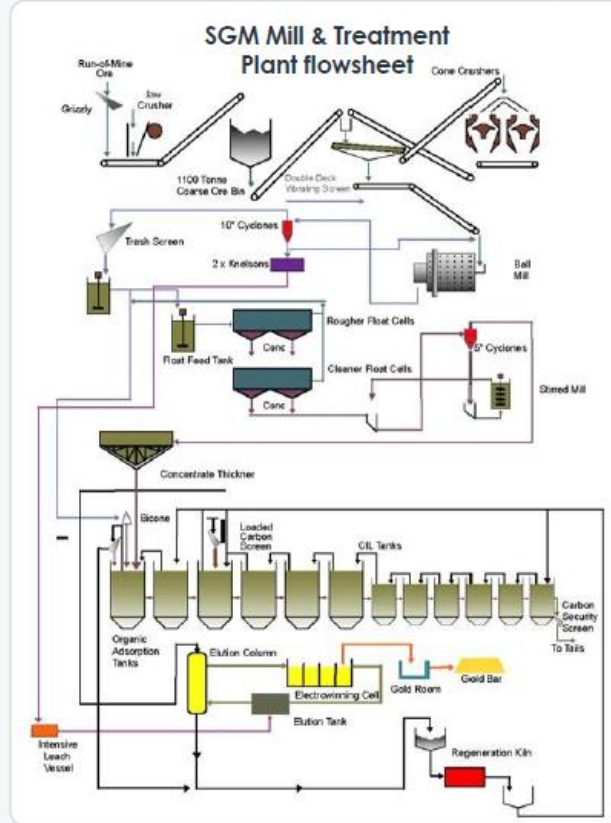 SGM Mill & Treatment
Plant flowsheet
Run-of-Mine
Ore
Jaw
Crusher
Grizzly
Cone Crushers
1100 Tonne
Coarse Ore Bin
Double Deck
Vibrating Screen
10" Cyclones
Trash Screen
2 x Knelsons
Ball
Mill
Rougher Float Cells
Conc
Float Feed Tank
5" Cyclones
Cleaner Float Cells
Conc
Stirred Mill
Concentrate Thickner
Bicone
Loaded
Carbon
Screen
CIL Tanks
Carbon
Security
Screen
To Tails
Organic
Adsorption
Tanks
Elution Column
Electrowinning Cell
Gold Room
Gold Bar
Elution Tank
Intensive
Leach
Vessel
Regeneration Kiln